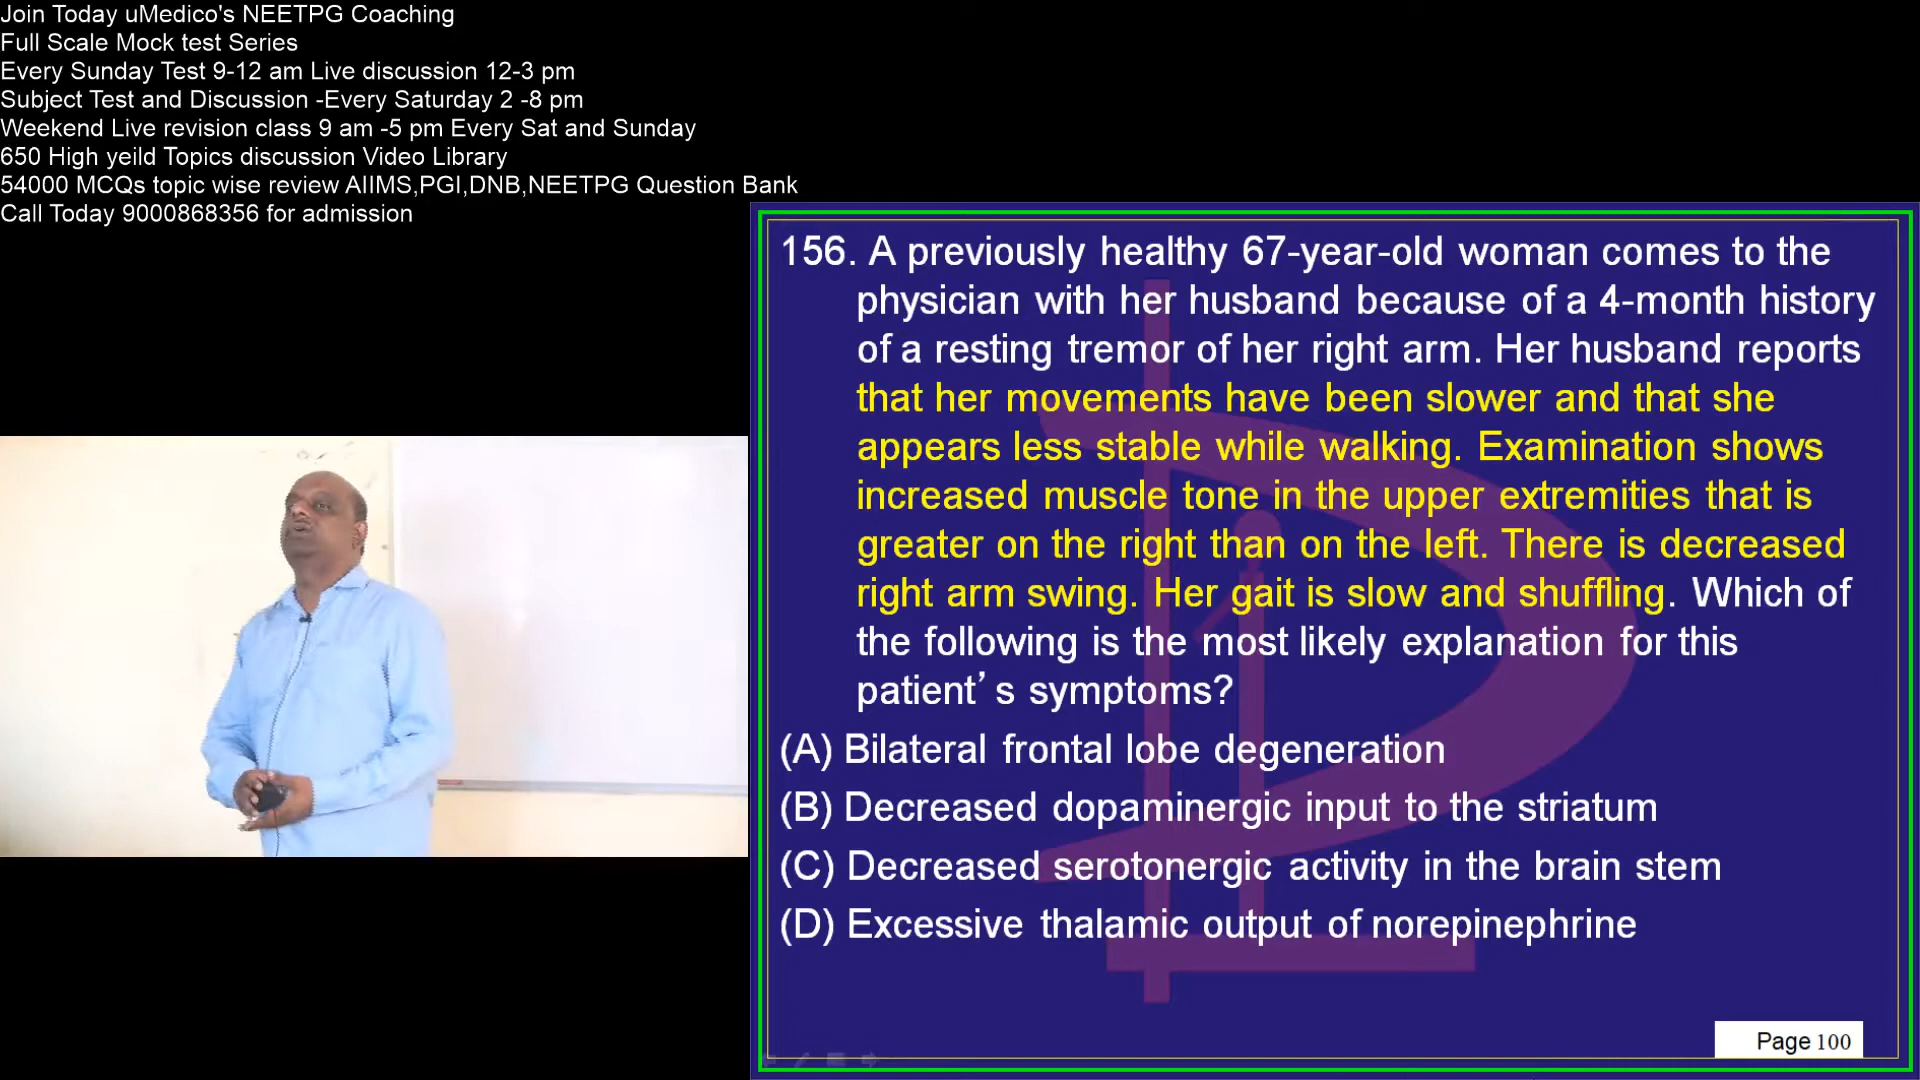 Join Today uMedico's NEETPG Coaching
Full Scale Mock test Series
Every Sunday Test 9-12 am Live discussion 12-3 pm
Subject Test and Discussion -Every Saturday 2 -8 pm
Weekend Live revision class 9 am -5 pm Every Sat and Sunday
650 High yeild Topics discussion Video Library
54000 MCQs topic wise review AIIMS,PGI,DNB,NEETPG Question Bank
Call Today 9000868356 for admission
156. A previously healthy 67-year-old woman comes to the
physician with her husband because of a 4-month history
of a resting tremor of her right arm. Her husband reports
that her movements have been slower and that she
appears less stable while walking. Examination shows
increased muscle tone in the upper extremities that is
greater on the right than on the left. There is decreased
right arm swing. Her gait is slow and shuffling. Which of
the following is the most likely explanation for this
patient’s symptoms?
(A) Bilateral frontal lobe degeneration
(B) Decreased dopaminergic input to the striatum
(C) Decreased serotonergic activity in the brain stem
(D) Excessive thalamic output of norepinephrine
Page 100